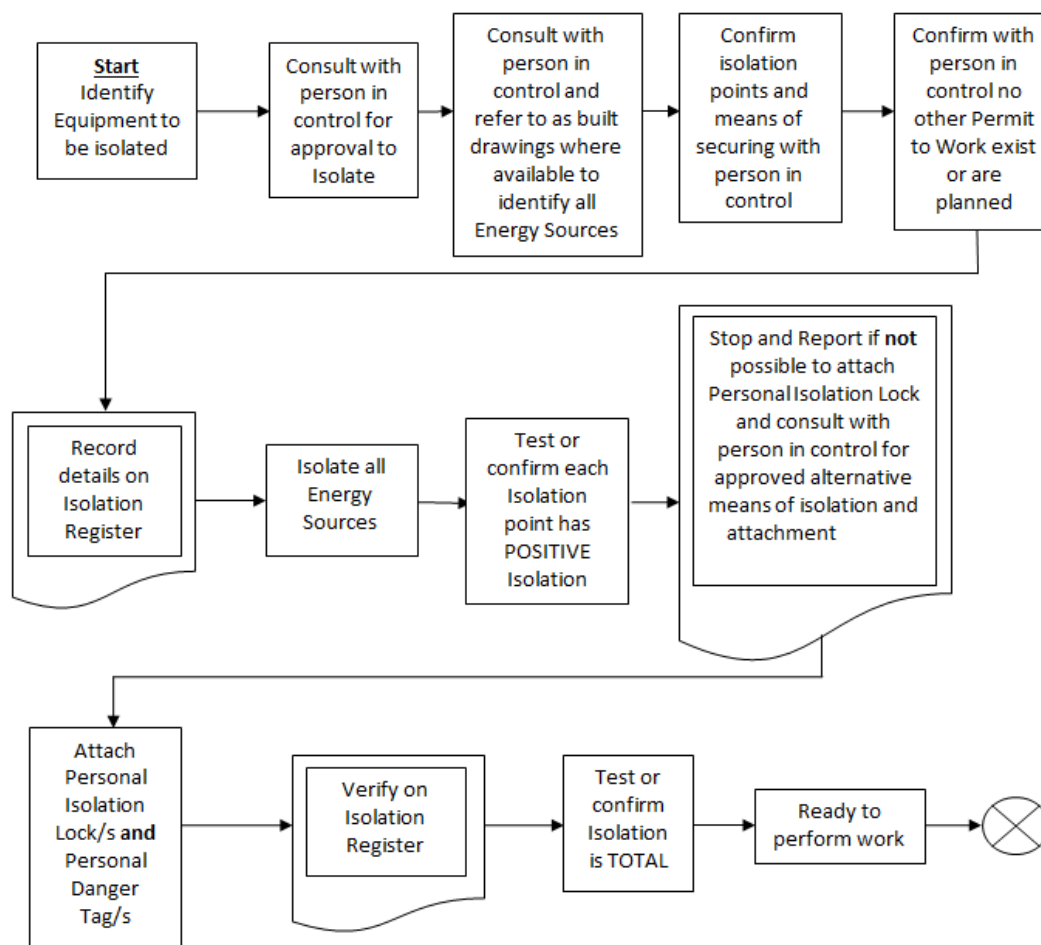 Start
Identify
Equipment to
be isolated
Consult with
person in
control for
approval to
Isolate
Consult with
person in
control and
refer to as built
drawings where
available to
identify all
Energy Sources
Confirm
isolation
points and
means of
securing with
person in
control
Confirm with
person in
control no
other Permit
to Work exist
or are
planned
Record
details on
Isolation
Register
Isolate all
Energy
Sources
Test or
confirm each
Isolation
point has
POSITIVE
Isolation
Stop and Report if not
possible to attach
Personal Isolation Lock
and consult with
person in control for
approved alternative
means of isolation and
attachment
Attach
Personal
Isolation
Lock/s and
Personal
Danger
Tag/s
Verify on
Isolation
Register
Test or
confirm
Isolation
is TOTAL
Ready to
perform work